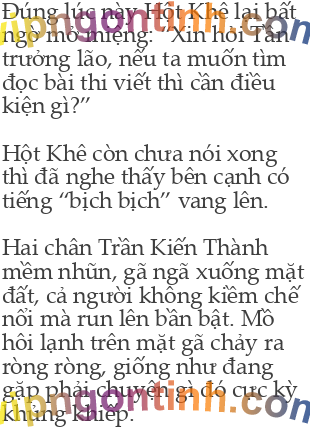 Đúng lúc này Hột Khê lại bất
ngờ mở miệng: “Xin hỏi Tần
trưởng lão, nếu ta muốn tìm
đọc bài thi viết thì cần điều
kiện gì?”
Hột Khê còn chưa nói xong
thì đã nghe thấy bên cạnh có
tiếng “bịch bịch” vang lên.
Hai chân Trần Kiến Thành
mềm nhũn, gã ngã xuống mặt
đất, cả người không kiềm chế
nổi mà run lên bần bật. Mồ
hôi lạnh trên mặt gã chảy ra
ròng ròng, giống như đang
gặp phải chuyện gì đó cực kỳ
khủng khiếp.